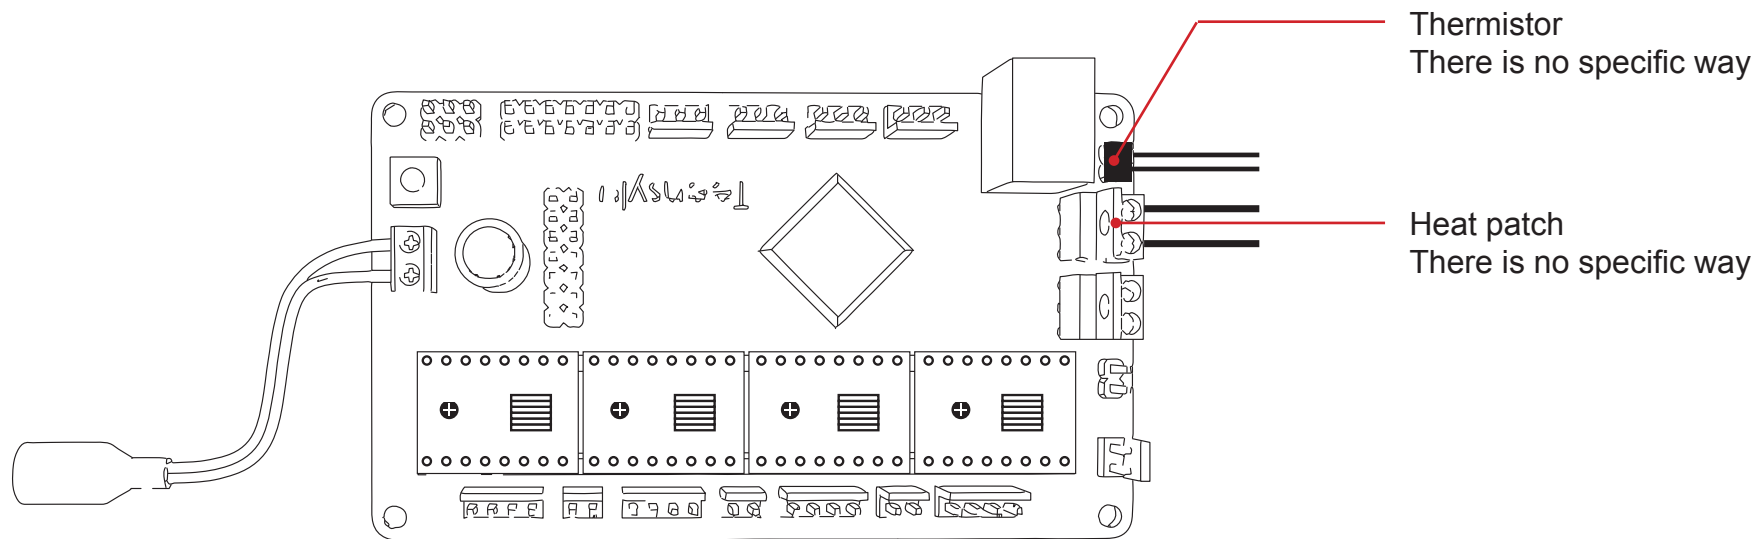 Thermistor
There is no specific way
Heat patch
There is no specific way